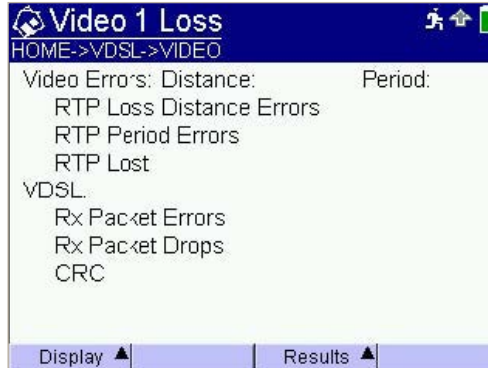 Video 1 Loss
HOME->VDSL->VIDEO
Video Errors: Distance: Period:
RTP Loss Distance Errors
RTP Period Errors
RTP Lost
VDSL:
Rx Packet Errors
Rx Packet Drops
CRC
Display ▲ Results ▲